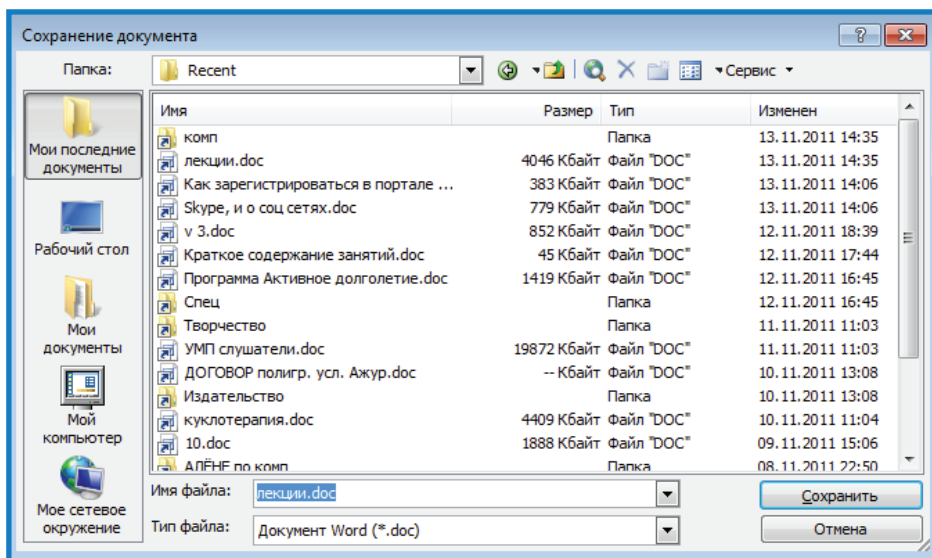 Сохранение документа
Папка: Recent Сервис
Имя Размер Тип Изменен
комп Папка 13.11.2011 14:35
лекции.doc 4046 Кбайт Файл "DOC" 13.11.2011 14:35
Как зарегистрироваться в портале ... 383 Кбайт Файл "DOC" 13.11.2011 14:06
Skype, и о соц сетях.doc 779 Кбайт Файл "DOC" 13.11.2011 14:06
v 3.doc 852 Кбайт Файл "DOC" 12.11.2011 18:39
Краткое содержание занятий.doc 45 Кбайт Файл "DOC" 12.11.2011 17:44
Программа Активное долголетие.doc 1419 Кбайт Файл "DOC" 12.11.2011 16:45
Спец Папка 12.11.2011 16:45
Творчество Папка 11.11.2011 11:03
УМП слушатели.doc 19872 Кбайт Файл "DOC" 11.11.2011 11:03
ДОГОВОР полигр. усл. Ажур.doc -- Кбайт Файл "DOC" 10.11.2011 13:08
Издательство Папка 10.11.2011 13:08
куклотерапия.doc 4409 Кбайт Файл "DOC" 10.11.2011 11:04
10.doc 1888 Кбайт Файл "DOC" 09.11.2011 15:06
АЛЁНЕ по комп Папка 08.11.2011 22:50
Мои последние
документы
Рабочий стол
Мои
документы
Мой
компьютер
Мое сетевое
окружение
Имя файла: лекции.doc Сохранить
Тип файла: Документ Word (*.doc) Отмена